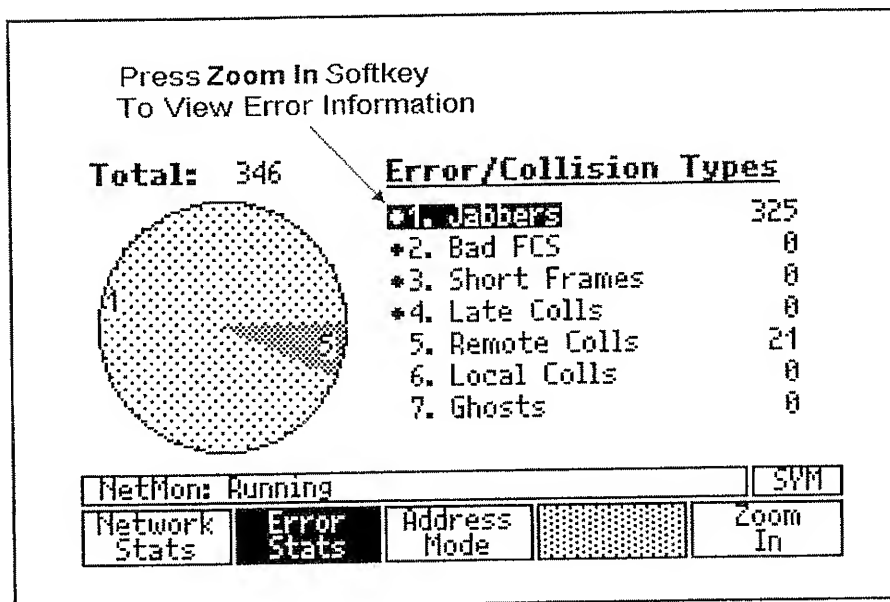 Press Zoom In Softkey
To View Error Information
Total: 346
Error/Collision Types
*1. Jabbers 325
*2. Bad FCS 0
*3. Short Frames 0
*4. Late Colls 0
5. Remote Colls 21
6. Local Colls 0
7. Ghosts 0
1
5
NetMon: Running
SYM
Network Stats
Error Stats
Address Mode
Zoom In